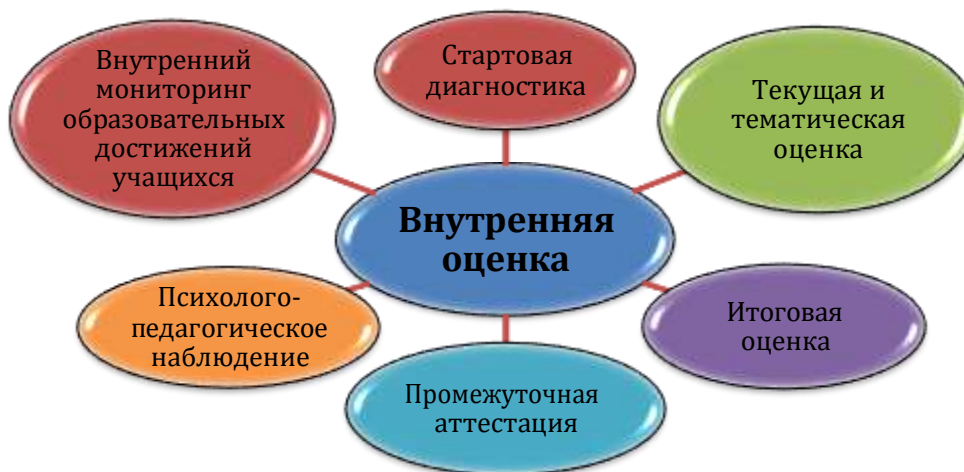 Внутренний
мониторинг
образовательных
достижений
учащихся
Стартовая
диагностика
Текущая и
тематическая
оценка
Внутренняя
оценка
Психолого-
педагогическое
наблюдение
Итоговая
оценка
Промежуточная
аттестация